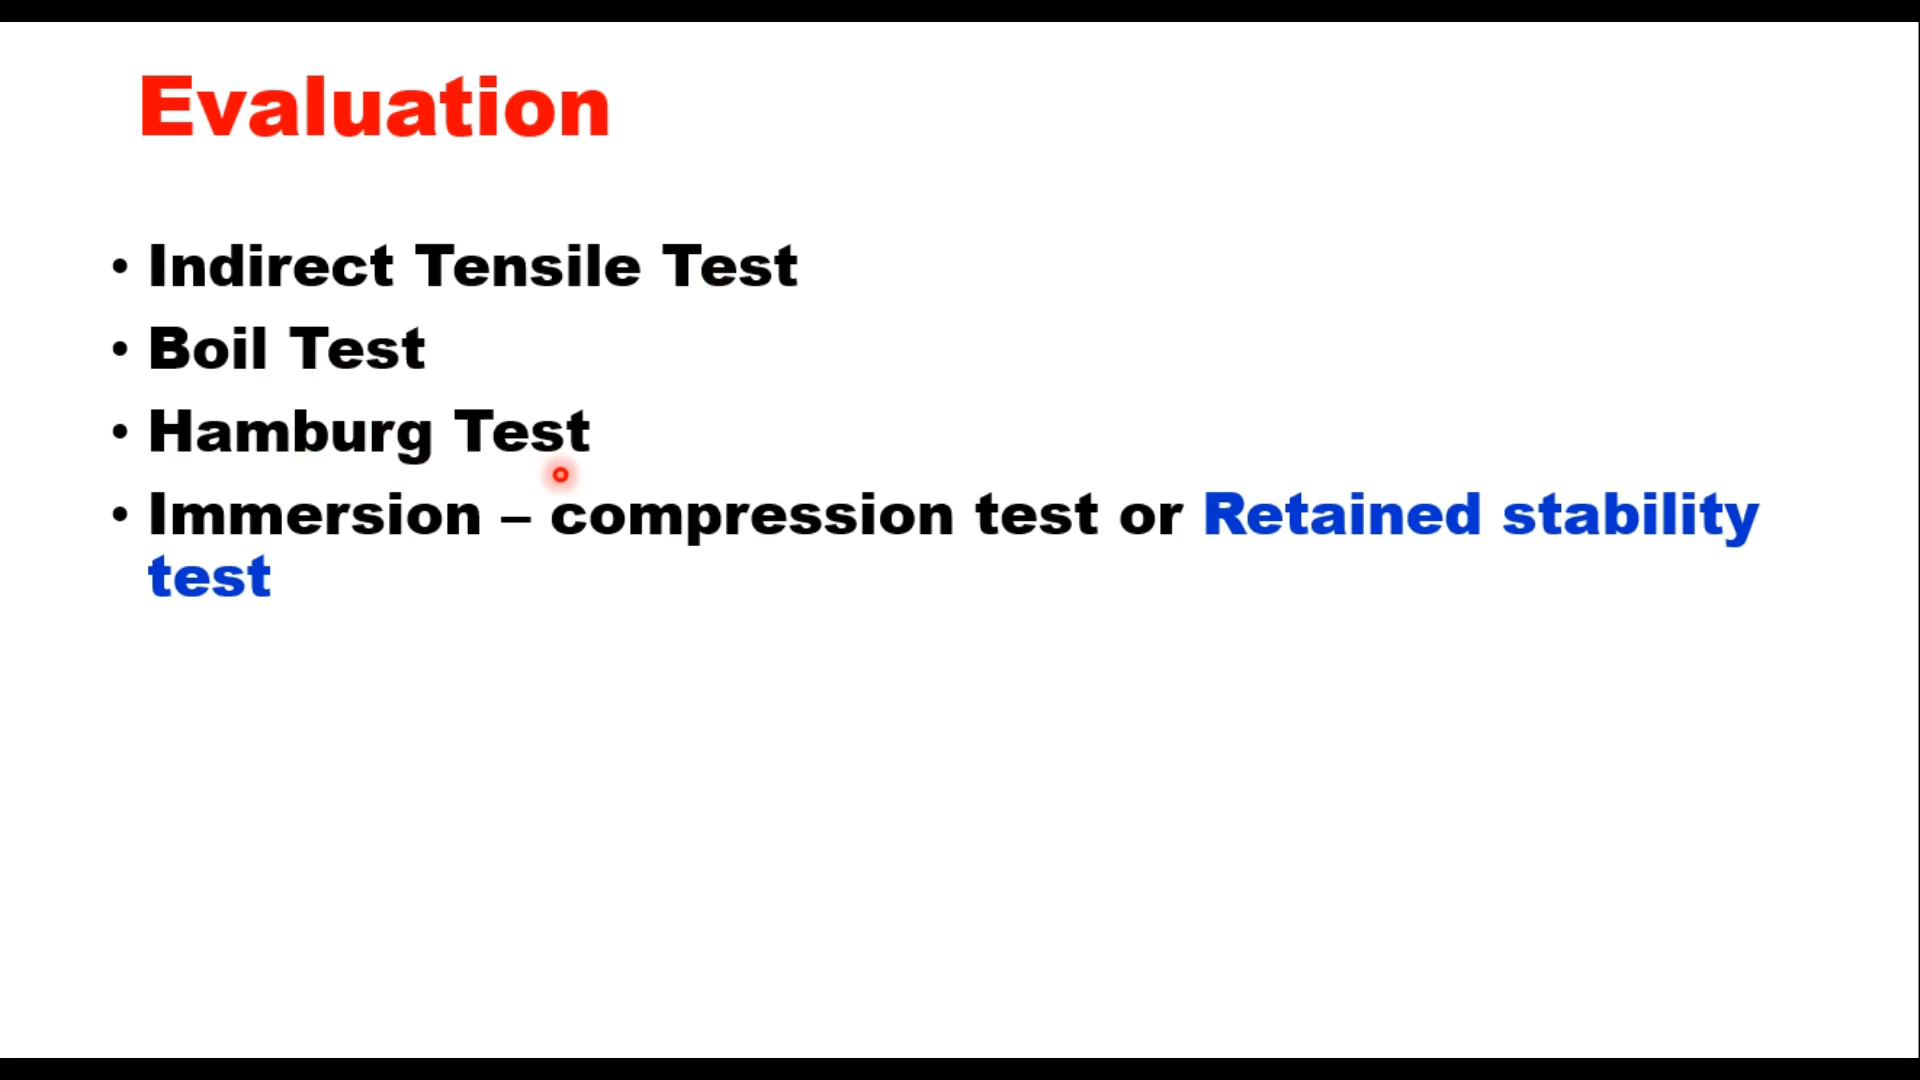 Evaluation
• Indirect Tensile Test
• Boil Test
• Hamburg Test
• Immersion – compression test or Retained stability
test